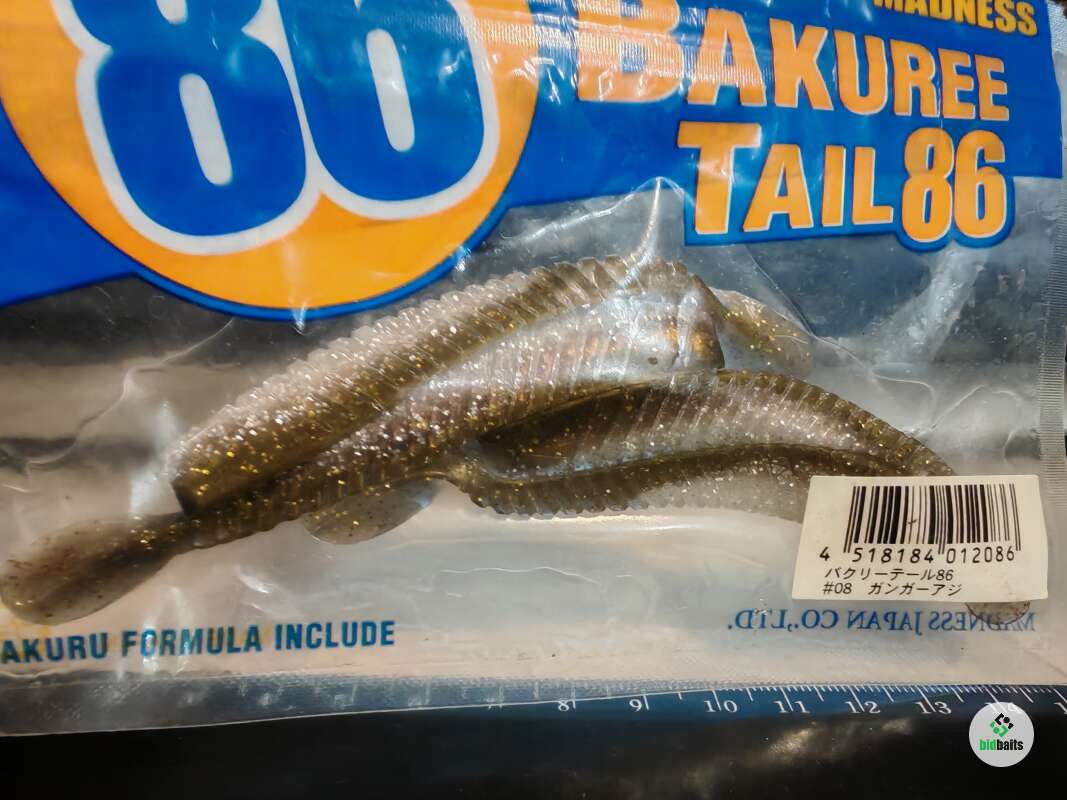 86
MADNESS
BAKUREE
TAIL 86
4 518184 012086
バクリーテール86
#08 ガンガーアジ
AKURU FORMULA INCLUDE
MADNESS JAPAN CO.,LTD.
8 9 10 11 12 13 14
bidbaits